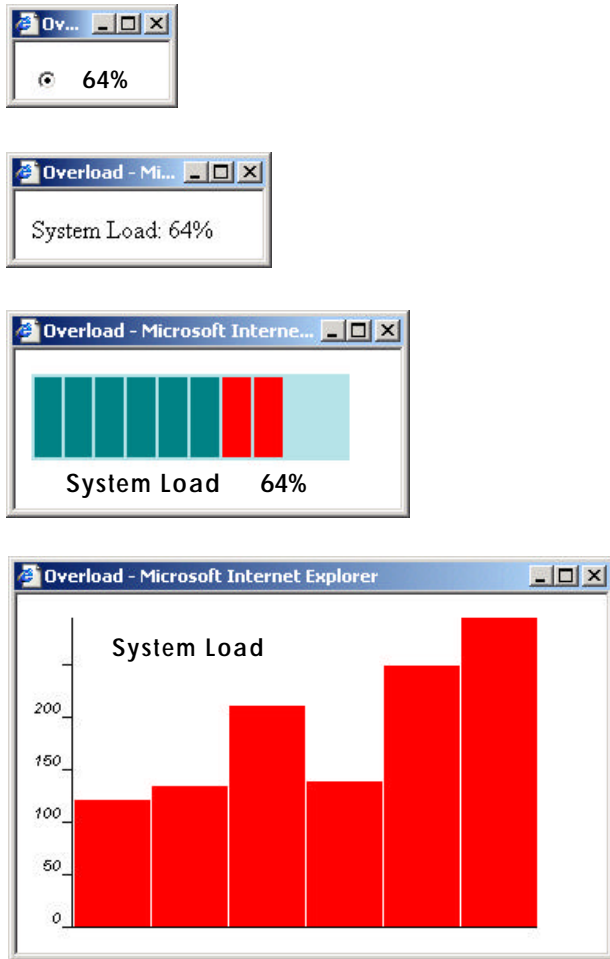 Ov...
64%
Overload - Mi...
System Load: 64%
Overload - Microsoft Interne...
System Load 64%
Overload - Microsoft Internet Explorer
System Load
200
150
100
50
0